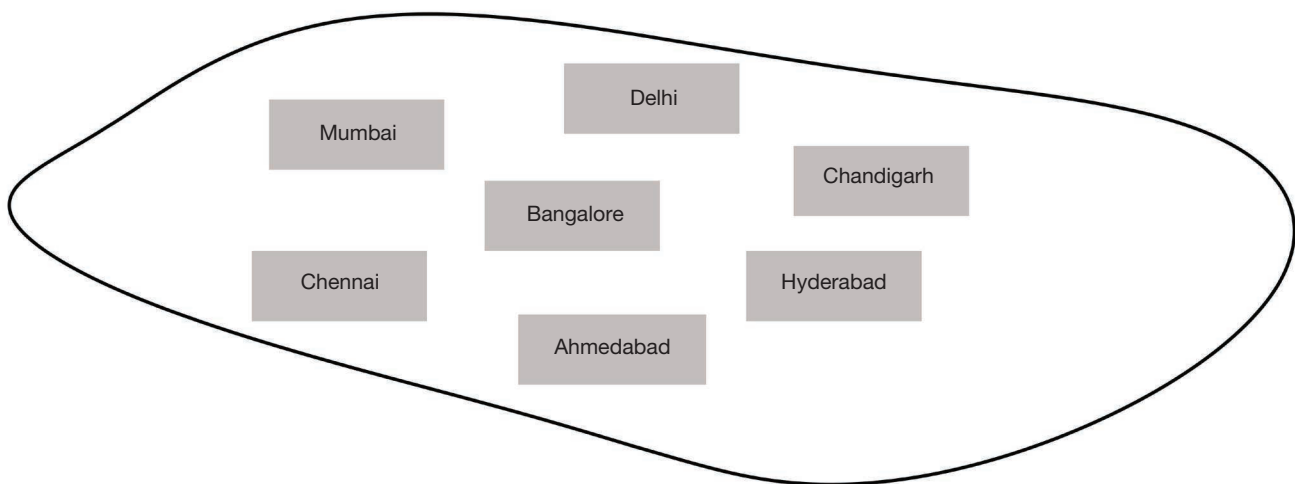 Delhi
Mumbai
Chandigarh
Bangalore
Chennai
Hyderabad
Ahmedabad